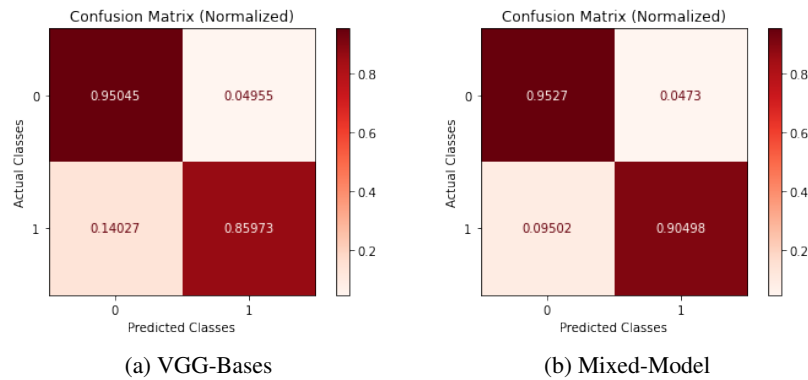 Confusion Matrix (Normalized)
0.8
0.95045 0.04955
0
0.6
Actual Classes
0.4
0.14027 0.85973
1
0.2
0 1
Predicted Classes
(a) VGG-Bases
Confusion Matrix (Normalized)
0.8
0.9527 0.0473
0
0.6
Actual Classes
0.4
0.09502 0.90498
1
0.2
0 1
Predicted Classes
(b) Mixed-Model